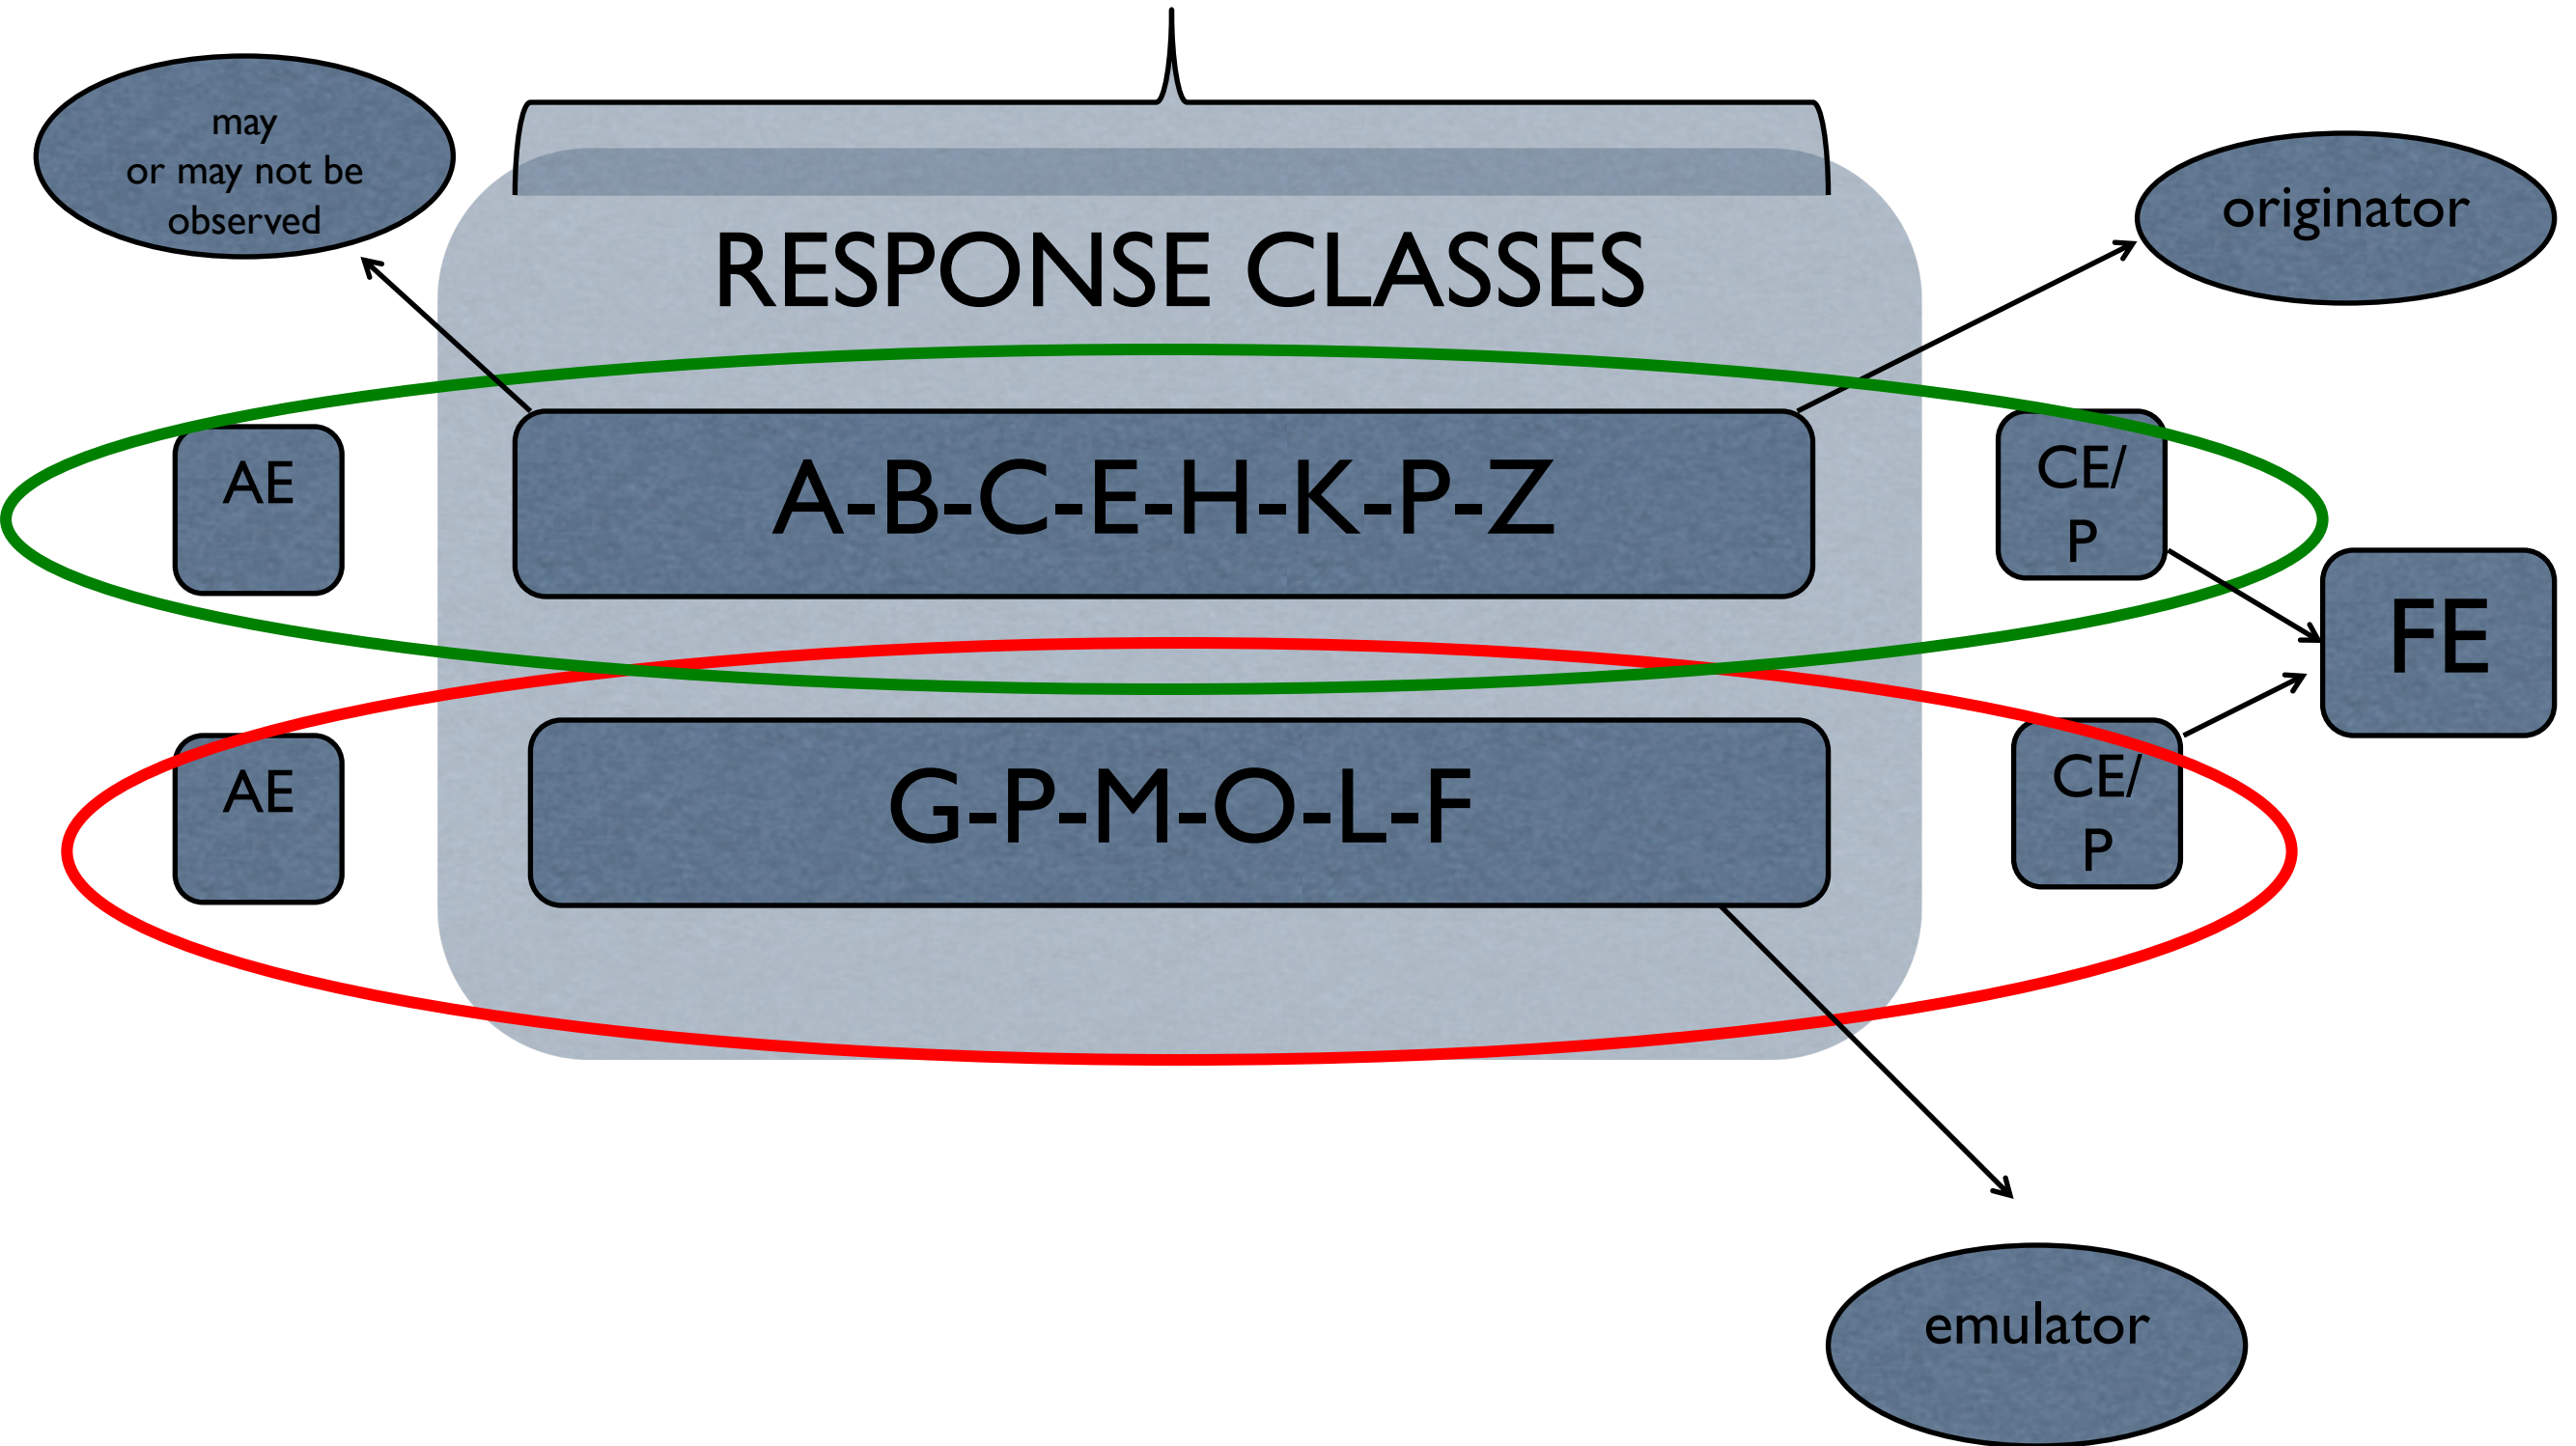 may
or may not be
observed
originator
RESPONSE CLASSES
AE
A-B-C-E-H-K-P-Z
CE/
P
FE
AE
G-P-M-O-L-F
CE/
P
emulator